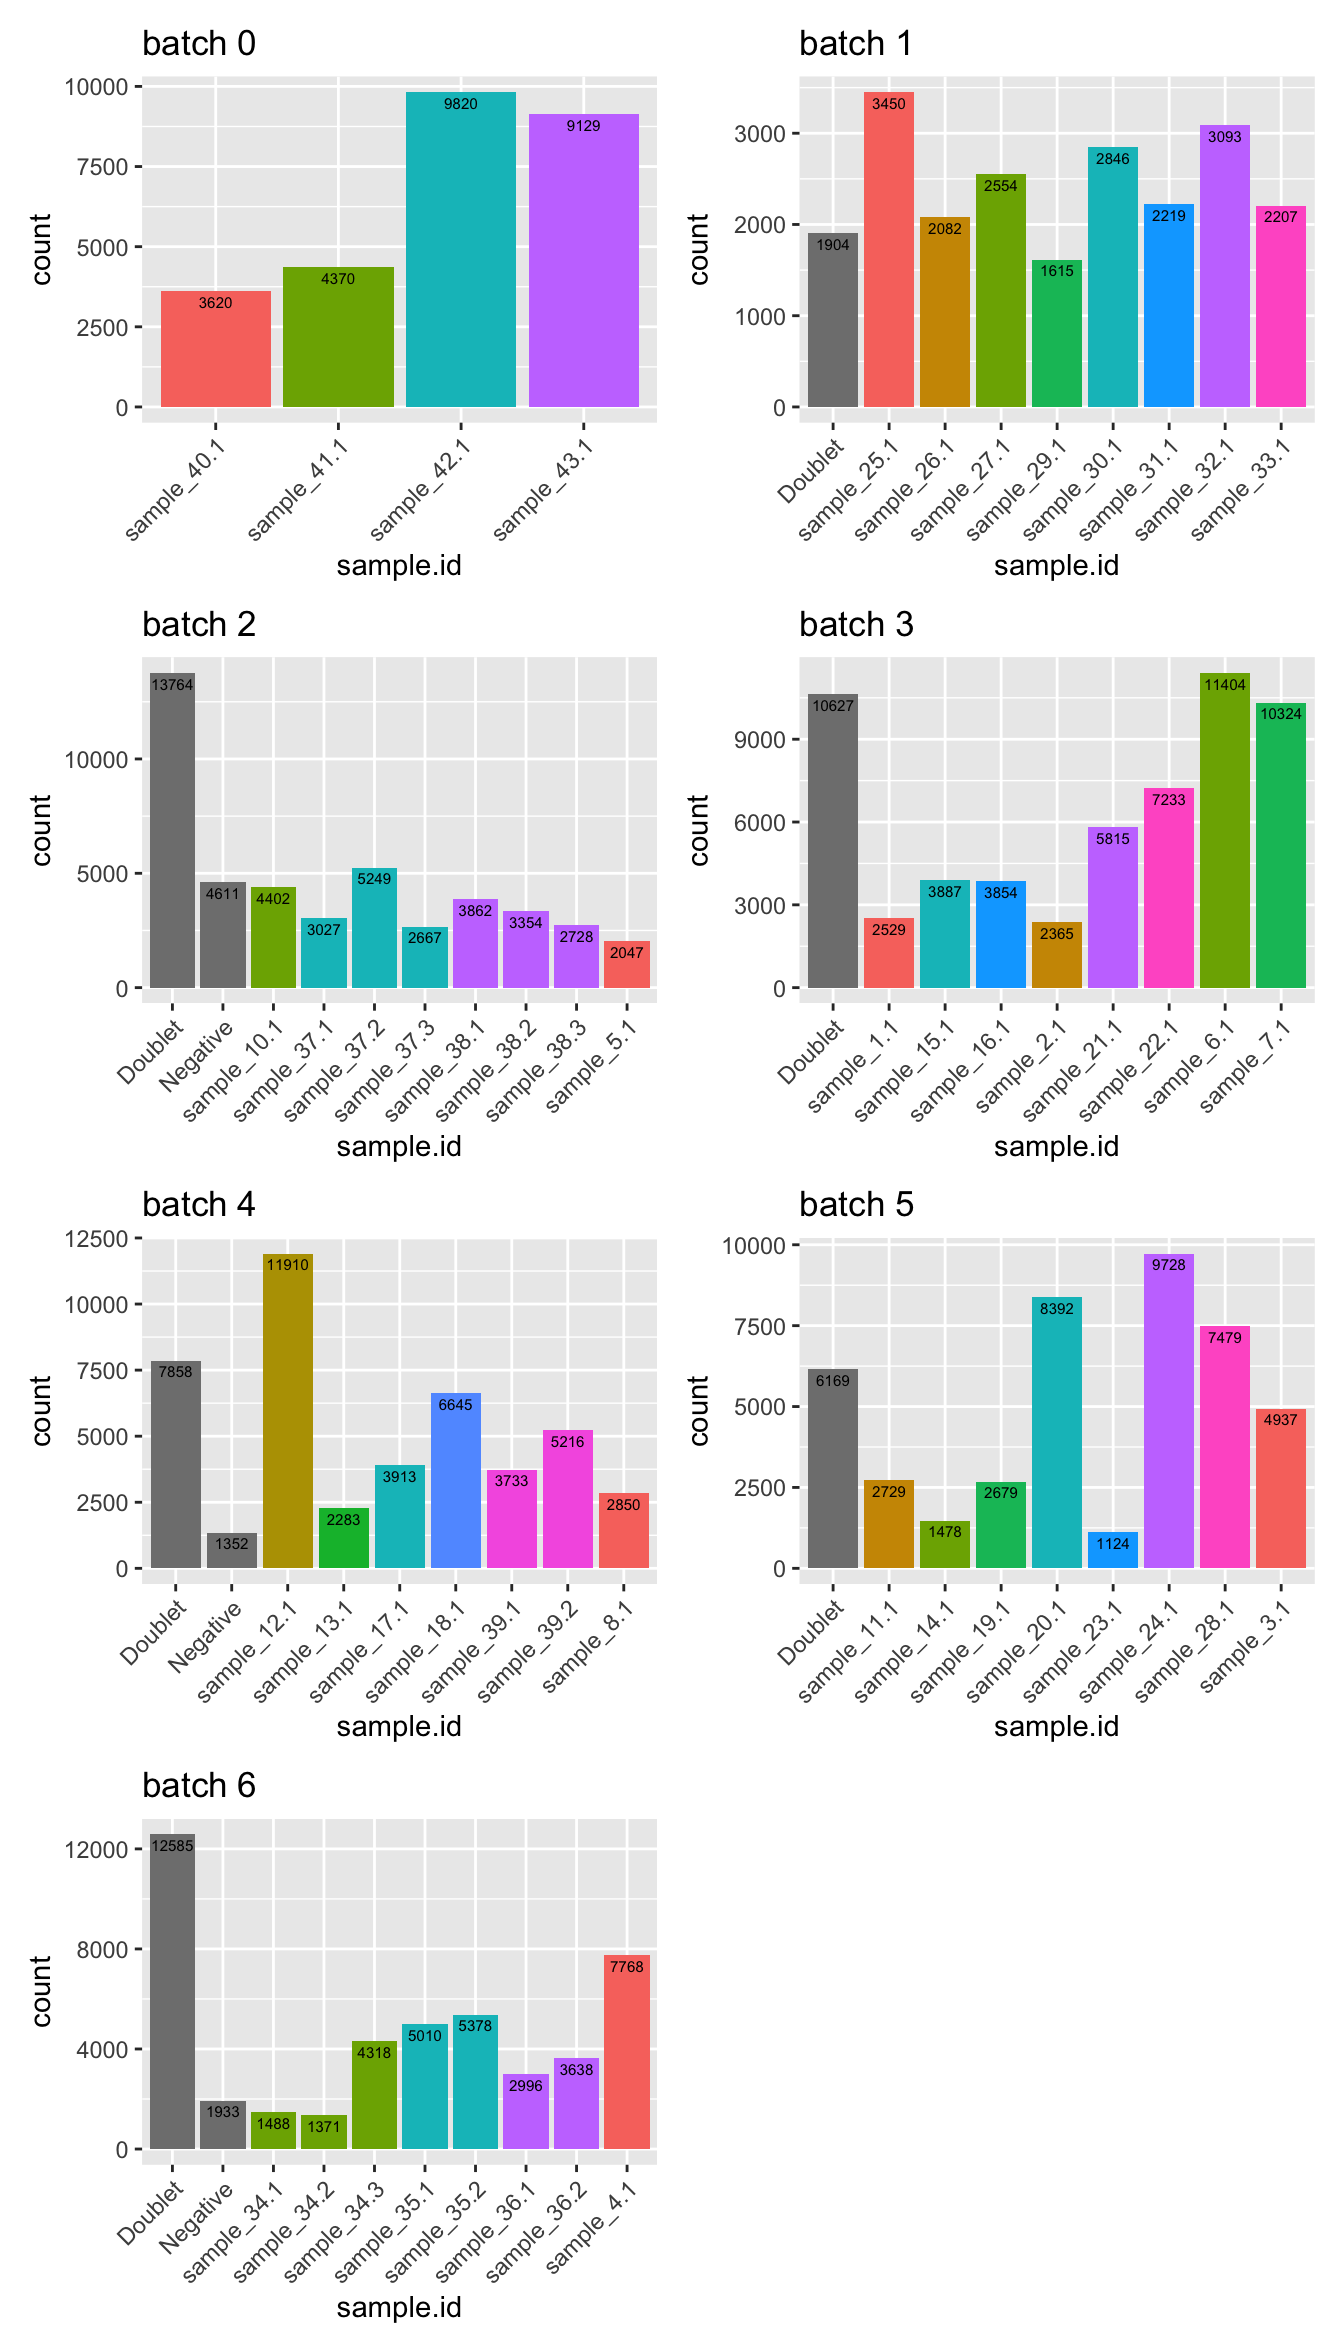 batch 0
count
10000
7500
5000
2500
0
3620
4370
9820
9129
sample_40.1
sample_41.1
sample_42.1
sample_43.1
sample.id
batch 1
count
3000
2000
1000
0
1904
3450
2082
2554
1615
2846
2219
3093
2207
Doublet
sample_25.1
sample_26.1
sample_27.1
sample_29.1
sample_30.1
sample_31.1
sample_32.1
sample_33.1
sample.id
batch 2
count
10000
5000
0
13764
4611
4402
3027
5249
2667
3862
3354
2728
2047
Doublet
Negative
sample_10.1
sample_37.1
sample_37.2
sample_37.3
sample_38.1
sample_38.2
sample_38.3
sample_5.1
sample.id
batch 3
count
9000
6000
3000
0
10627
2529
3887
3854
2365
5815
7233
11404
10324
Doublet
sample_1.1
sample_15.1
sample_16.1
sample_2.1
sample_21.1
sample_22.1
sample_6.1
sample_7.1
sample.id
batch 4
count
12500
10000
7500
5000
2500
0
7858
1352
11910
2283
3913
6645
3733
5216
2850
Doublet
Negative
sample_12.1
sample_13.1
sample_17.1
sample_18.1
sample_39.1
sample_39.2
sample_8.1
sample.id
batch 5
count
10000
7500
5000
2500
0
6169
2729
1478
2679
8392
1124
9728
7479
4937
Doublet
sample_11.1
sample_14.1
sample_19.1
sample_20.1
sample_23.1
sample_24.1
sample_28.1
sample_3.1
sample.id
batch 6
count
12000
8000
4000
0
12585
1933
1488
1371
4318
5010
5378
2996
3638
7768
Doublet
Negative
sample_34.1
sample_34.2
sample_34.3
sample_35.1
sample_35.2
sample_36.1
sample_36.2
sample_4.1
sample.id